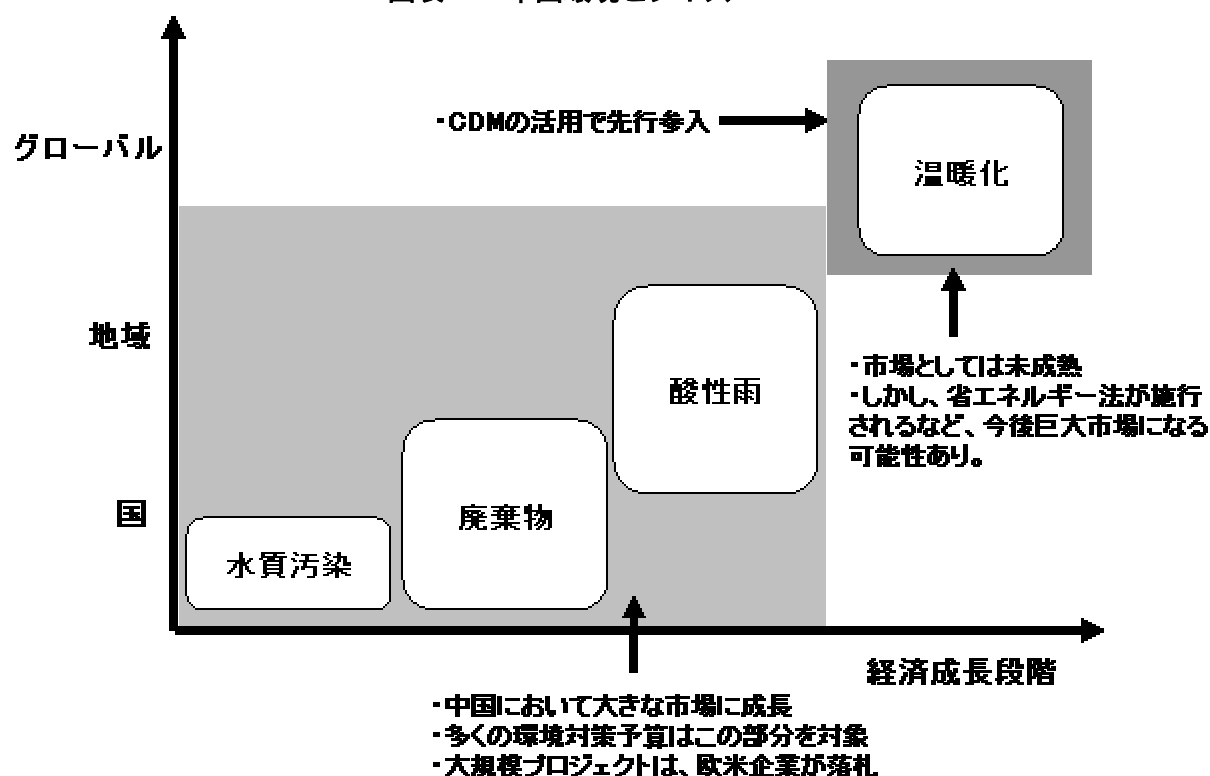 ・CDMの活用で先行参入
グローバル
温暖化
地域
・市場としては未成熟
・しかし、省エネルギー法が施行
されるなど、今後巨大市場になる
可能性あり。
酸性雨
国
廃棄物
水質汚染
経済成長段階
・中国において大きな市場に成長
・多くの環境対策予算はこの部分を対象
・大規模プロジェクトは、欧米企業が落札